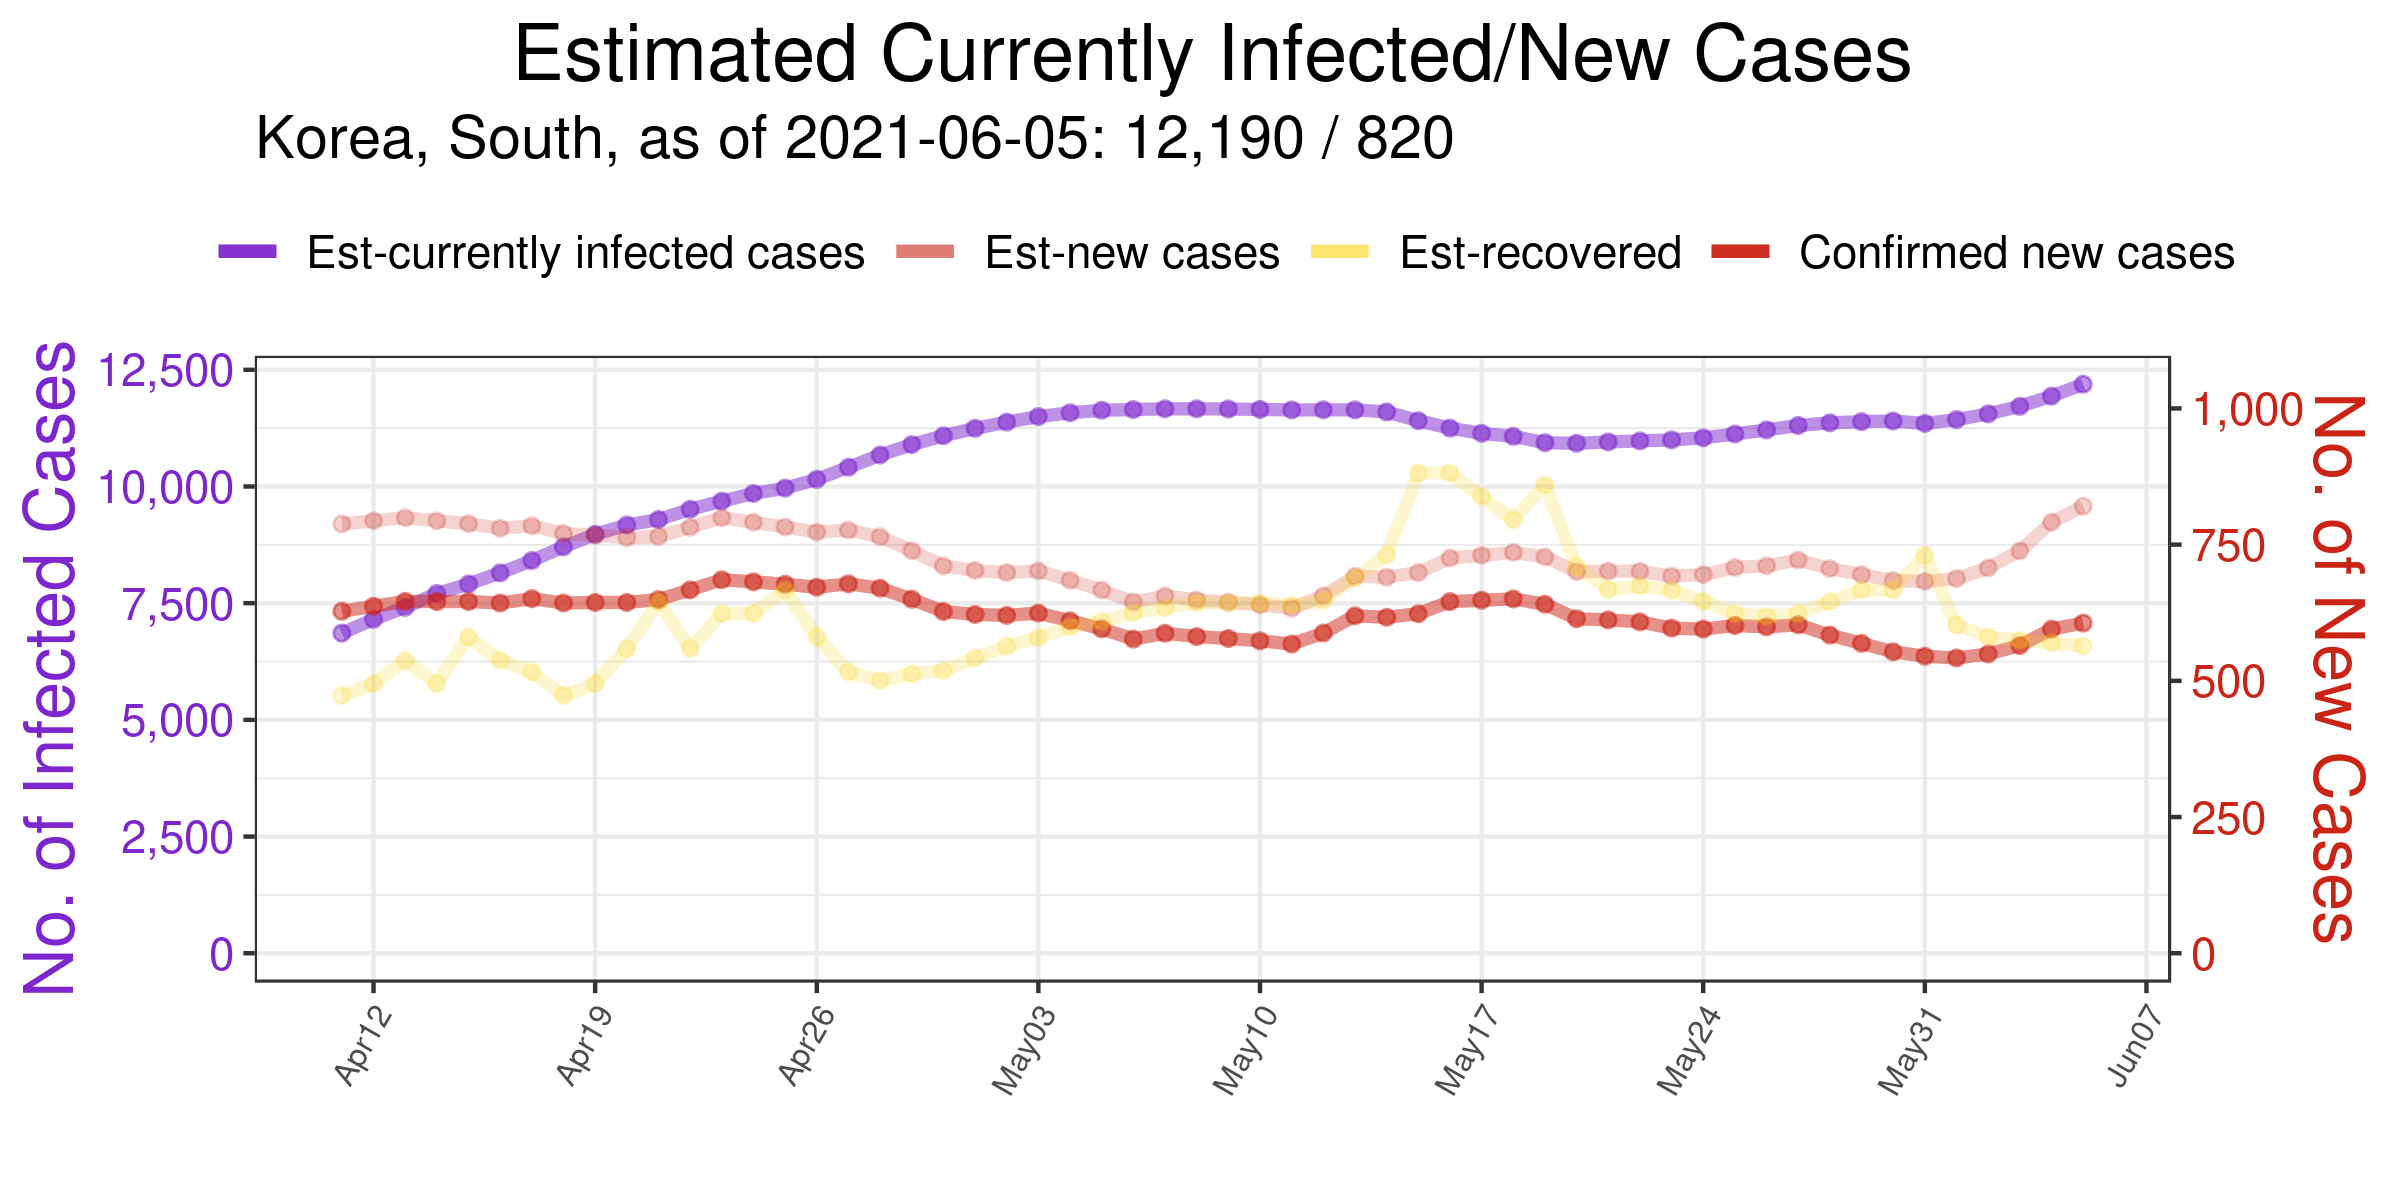 Estimated Currently Infected/New Cases
Korea, South, as of 2021-06-05: 12,190 / 820
Est-currently infected cases Est-new cases Est-recovered Confirmed new cases
No. of Infected Cases
12,500
10,000
7,500
5,000
2,500
0
1,000
750
500
250
0
No. of New Cases
Apr12 Apr19 Apr26 May03 May10 May17 May24 May31 Jun07